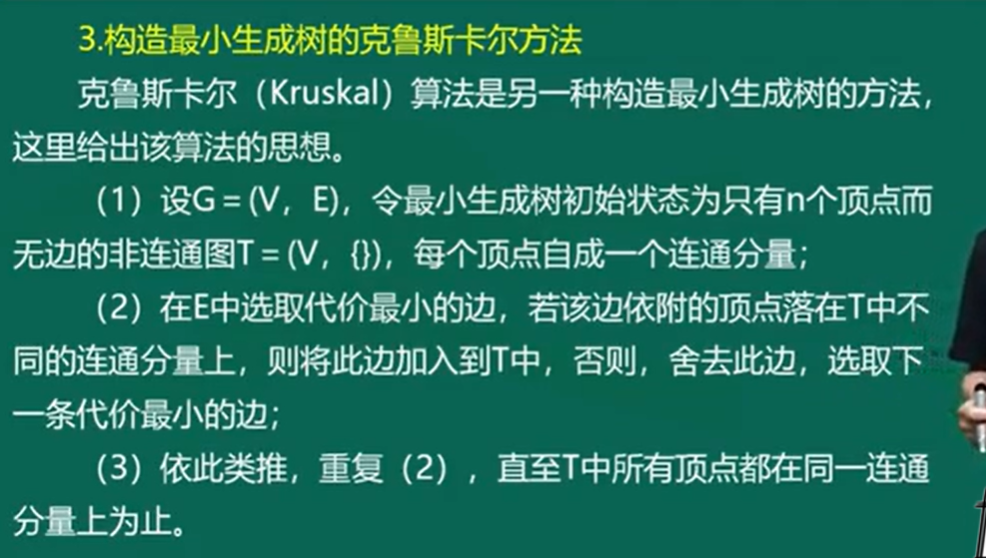 3.构造最小生成树的克鲁斯卡尔方法
克鲁斯卡尔（Kruskal）算法是另一种构造最小生成树的方法，
这里给出该算法的思想。
（1）设G＝(V，E)，令最小生成树初始状态为只有n个顶点而
无边的非连通图T＝(V，{})，每个顶点自成一个连通分量；
（2）在E中选取代价最小的边，若该边依附的顶点落在T中不
同的连通分量上，则将此边加入到T中，否则，舍去此边，选取下
一条代价最小的边；
（3）依此类推，重复（2），直至T中所有顶点都在同一连通
分量上为止。